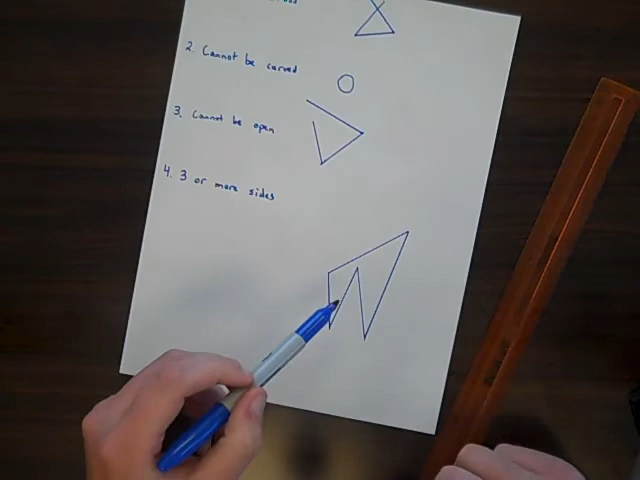 2. Cannot be curved
3. Cannot be open
4. 3 or more sides